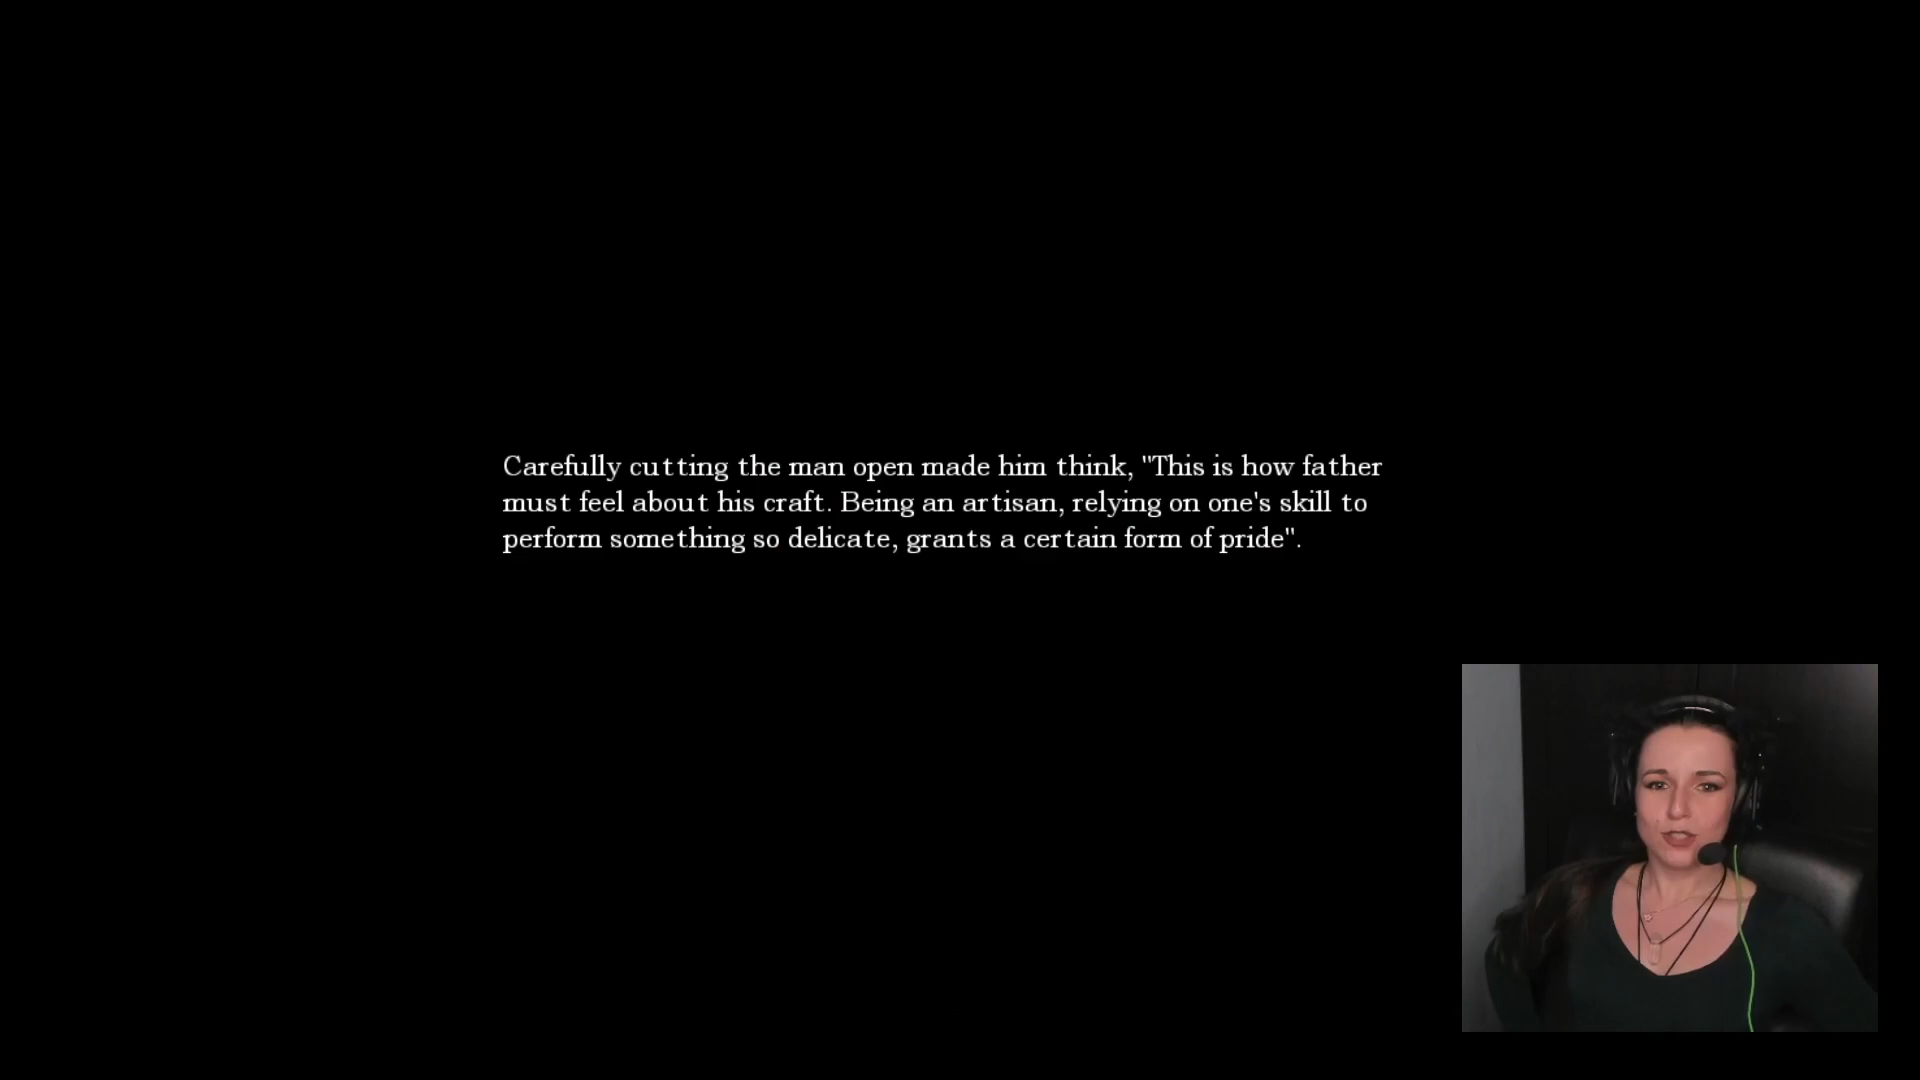 Carefully cutting the man open made him think, "This is how father
must feel about his craft. Being an artisan, relying on one's skill to
perform something so delicate, grants a certain form of pride".